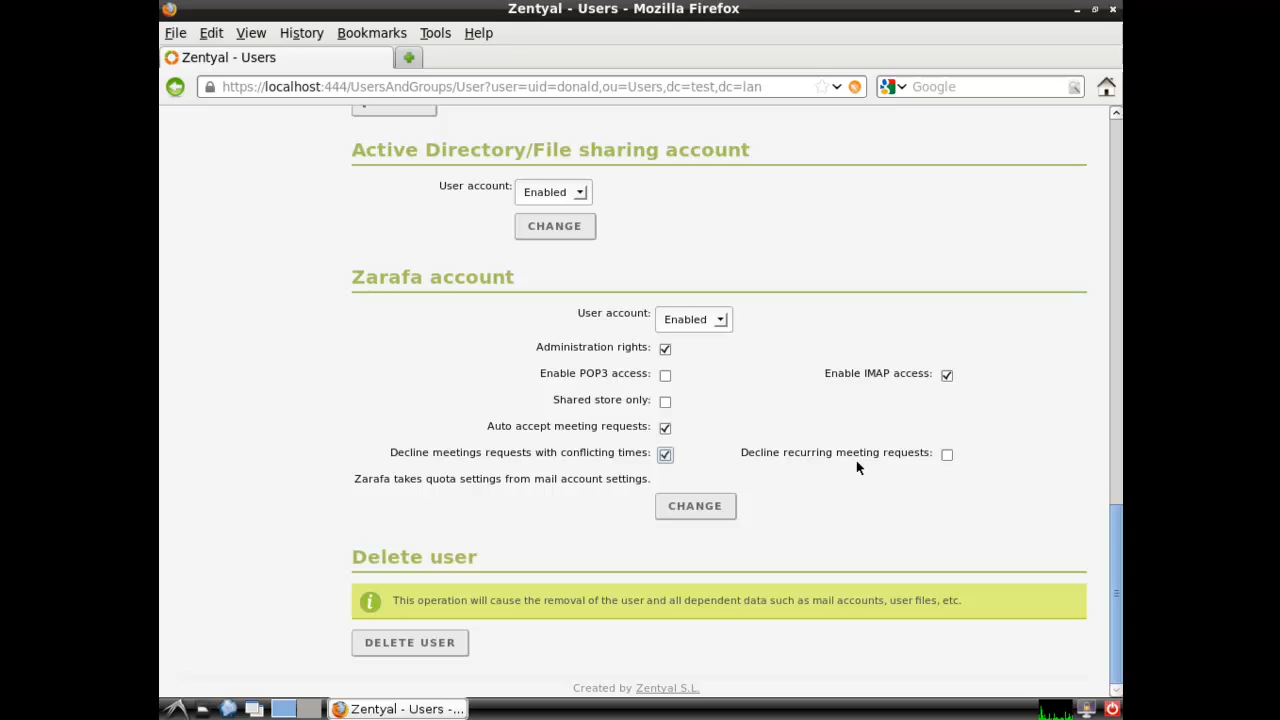 Zentyal - Users - Mozilla Firefox
File Edit View History Bookmarks Tools Help
Zentyal - Users
https://localhost:444/UsersAndGroups/User?user=uid=donald,ou=Users,dc=test,dc=lan Google
Active Directory/File sharing account
User account: Enabled
CHANGE
Zarafa account
User account: Enabled
Administration rights:
Enable POP3 access: Enable IMAP access:
Shared store only:
Auto accept meeting requests:
Decline meetings requests with conflicting times: Decline recurring meeting requests:
Zarafa takes quota settings from mail account settings.
CHANGE
Delete user
This operation will cause the removal of the user and all dependent data such as mail accounts, user files, etc.
DELETE USER
Created by Zentyal S.L.
Zentyal - Users -...